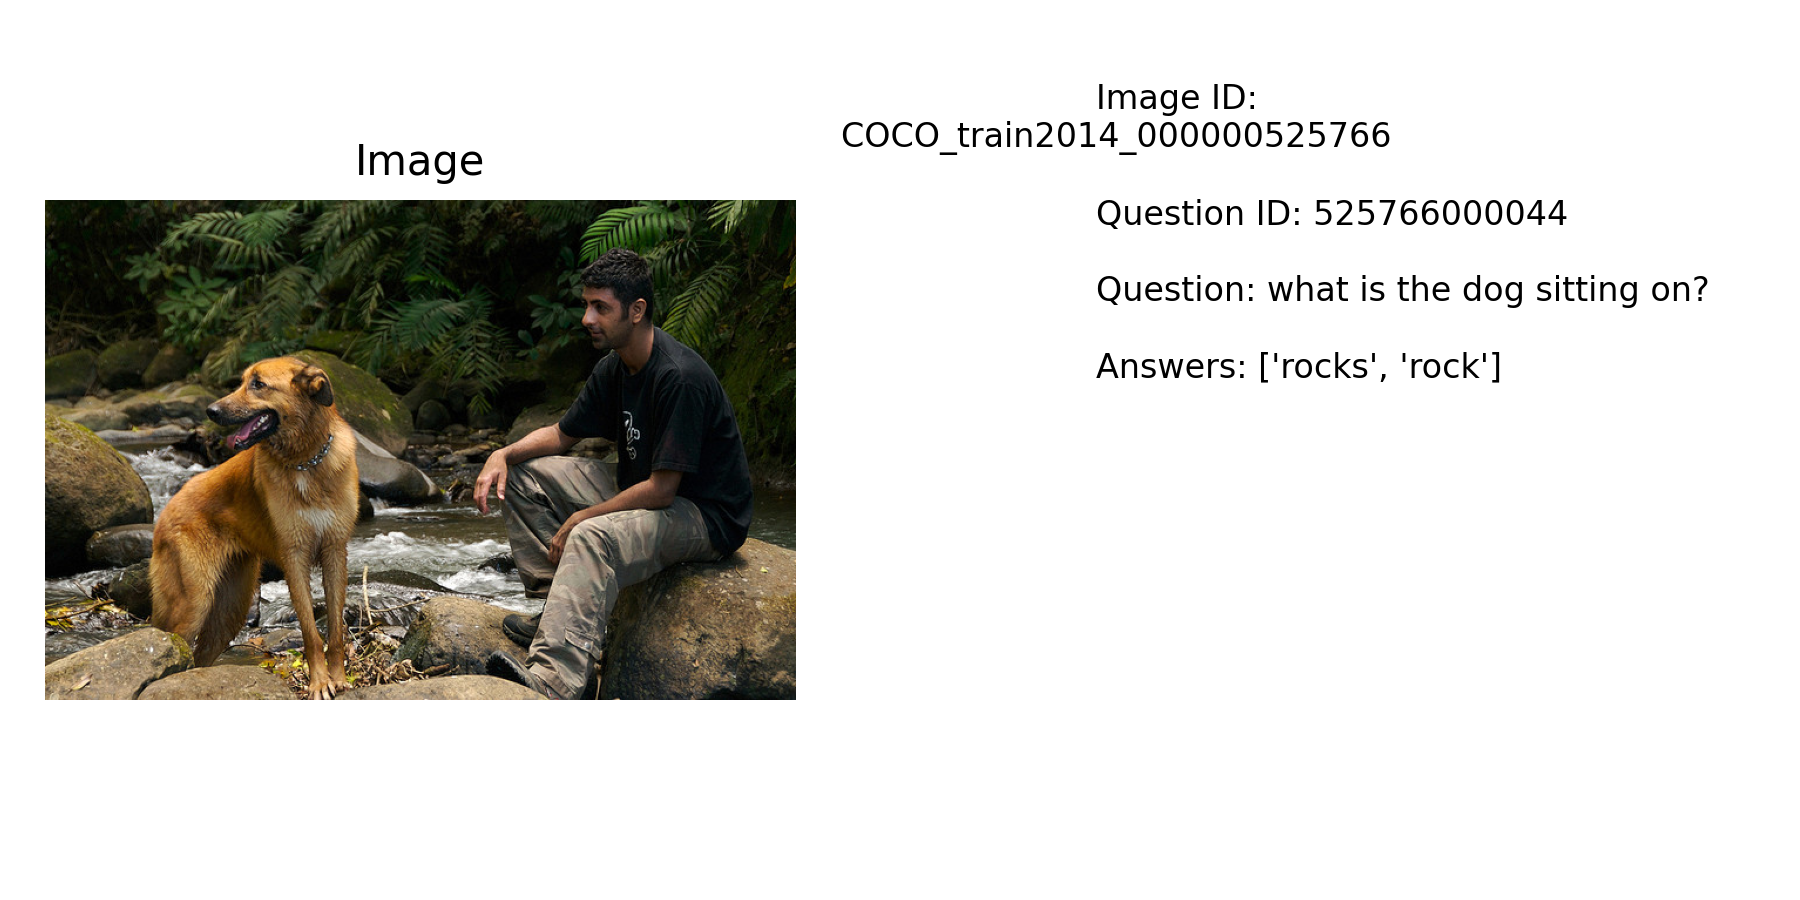 Image
Image ID:
COCO_train2014_000000525766
Question ID: 525766000044
Question: what is the dog sitting on?
Answers: ['rocks', 'rock']